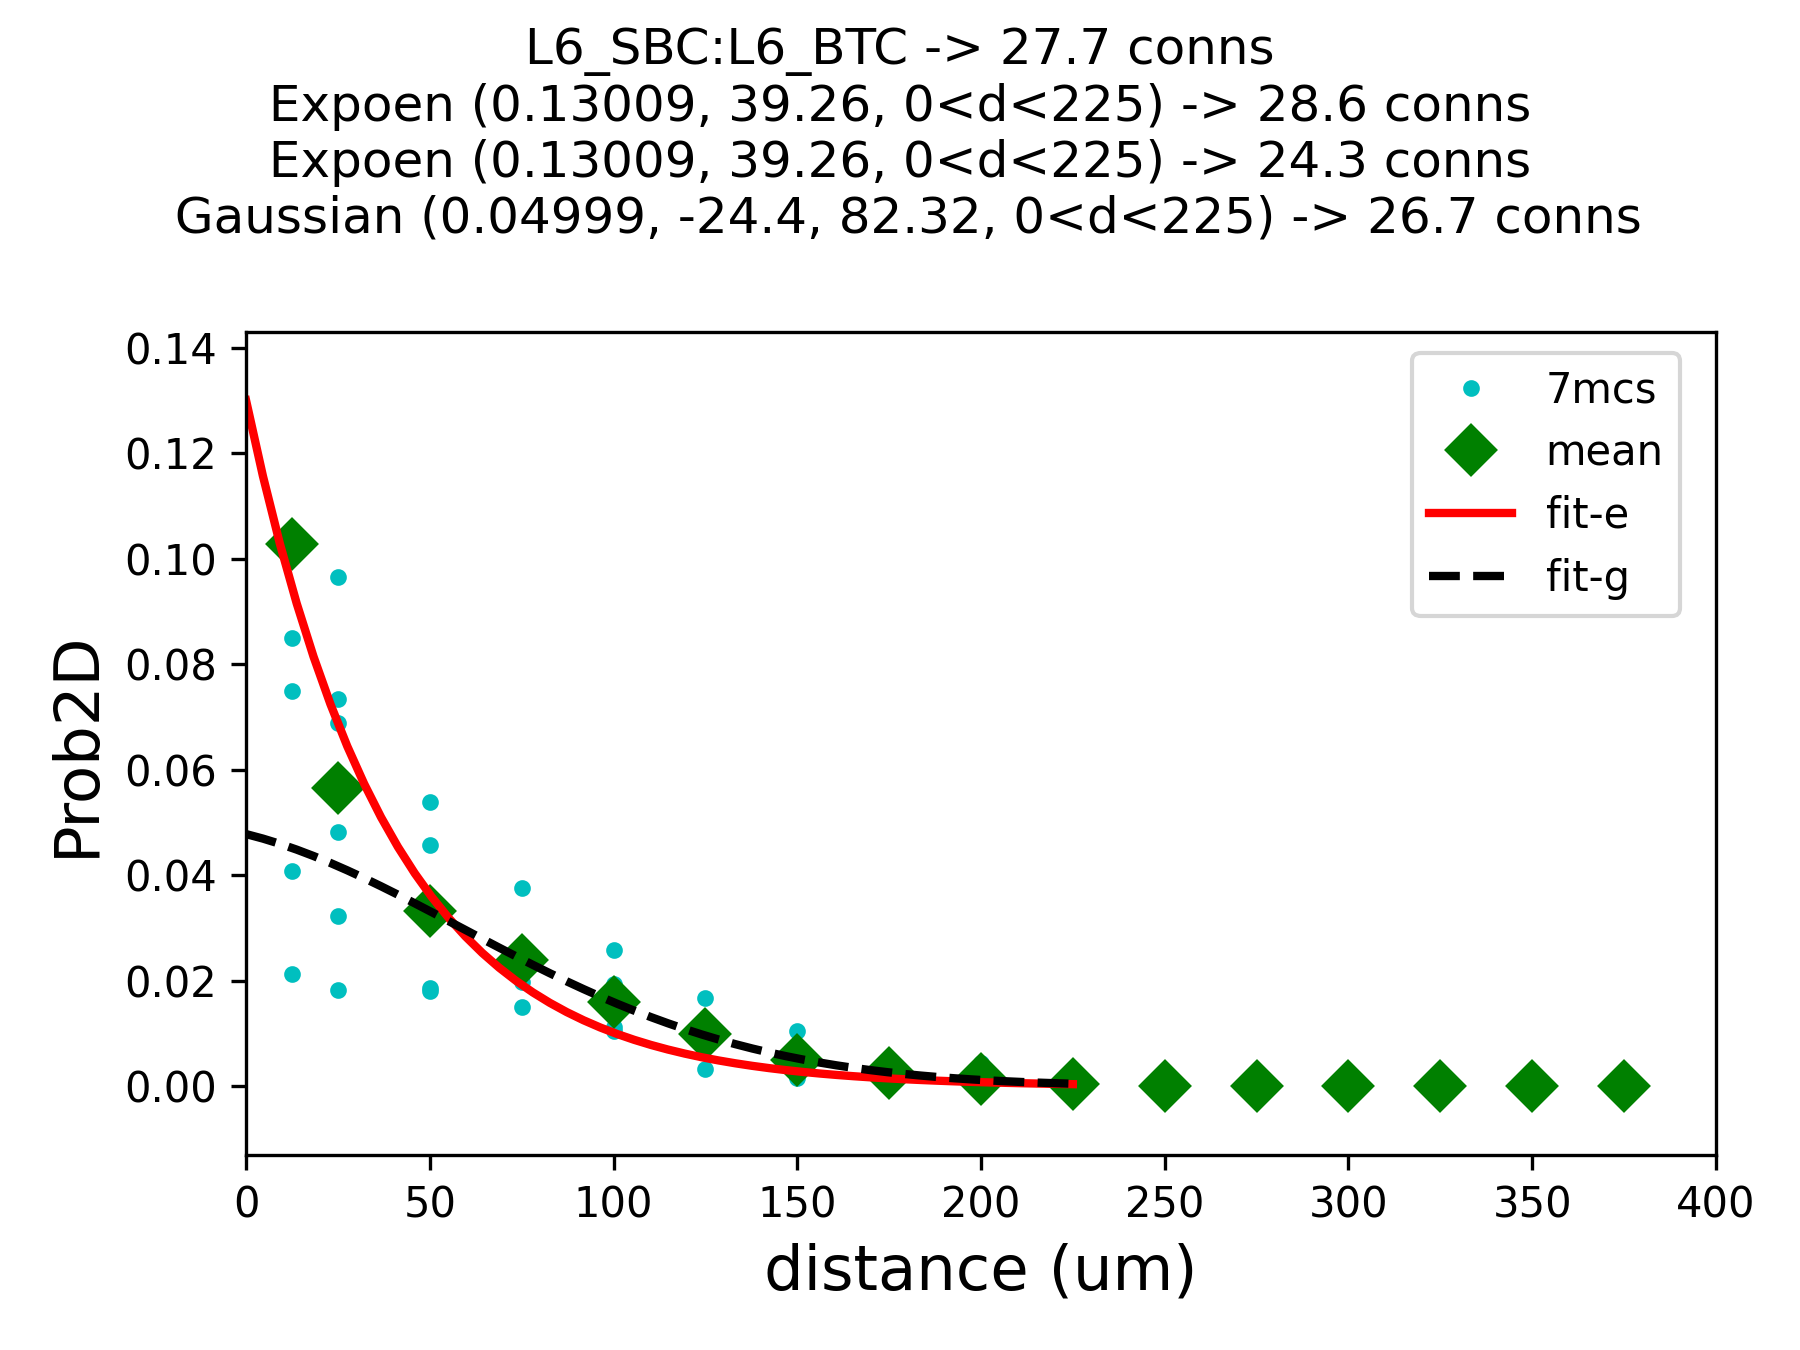 L6_SBC:L6_BTC -> 27.7 conns
Expoen (0.13009, 39.26, 0<d<225) -> 28.6 conns
Expoen (0.13009, 39.26, 0<d<225) -> 24.3 conns
Gaussian (0.04999, -24.4, 82.32, 0<d<225) -> 26.7 conns
0.14
0.12
0.10
0.08
0.06
0.04
0.02
0.00
Prob2D
7mcs
mean
fit-e
fit-g
0 50 100 150 200 250 300 350 400
distance (um)